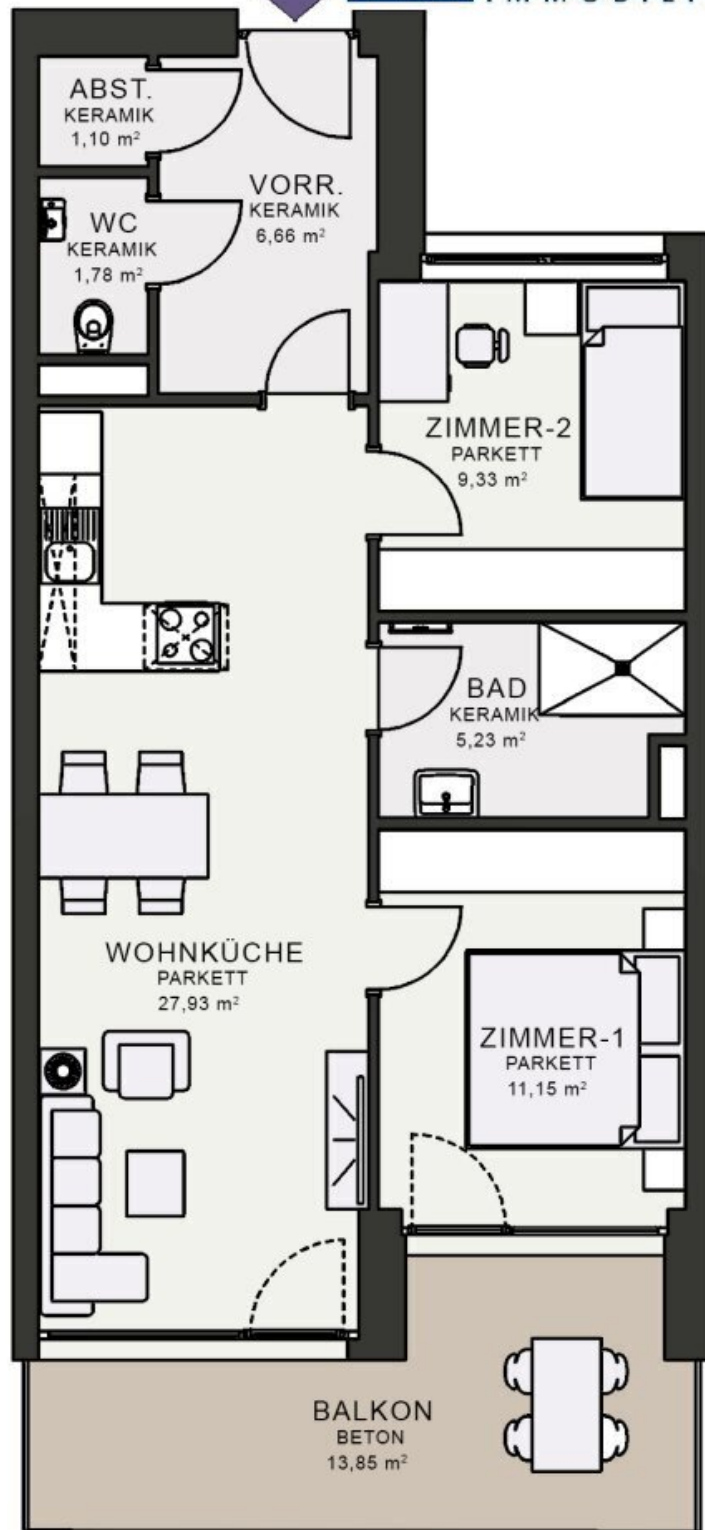 ABST.
KERAMIK
1,10 m²
VORR.
KERAMIK
6,66 m²
WC
KERAMIK
1,78 m²
ZIMMER-2
PARKETT
9,33 m²
BAD
KERAMIK
5,23 m²
WOHNKÜCHE
PARKETT
27,93 m²
ZIMMER-1
PARKETT
11,15 m²
BALKON
BETON
13,85 m²